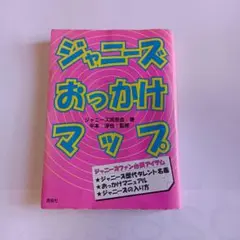 ジャニーズ
おっかけ
マップ
ジャニーズ研究会 著
ジャニーズファン必携アイテム
★ジャニーズ歴代タレント名鑑
★おっかけマニュアル
★ジャニーズの入り方
鹿砦社